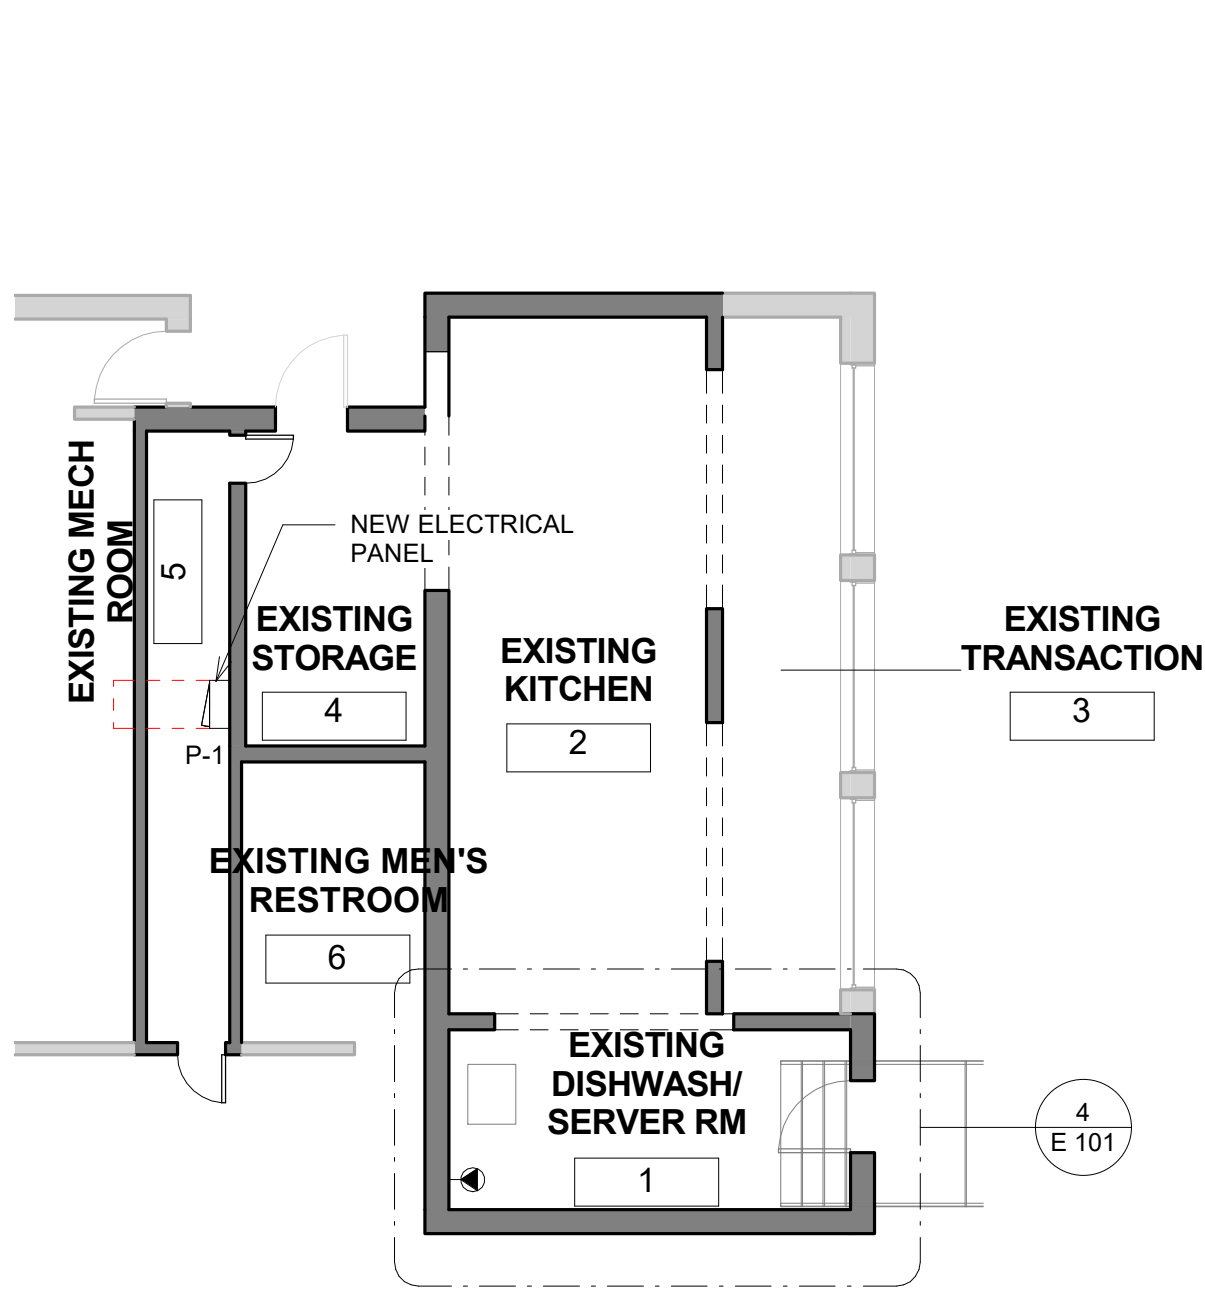 EXISTING MECH
ROOM
5
NEW ELECTRICAL
PANEL
EXISTING
STORAGE
4
EXISTING
KITCHEN
2
EXISTING
TRANSACTION
3
P-1
EXISTING MEN'S
RESTROOM
6
EXISTING
DISHWASH/
SERVER RM
1
4
E 101